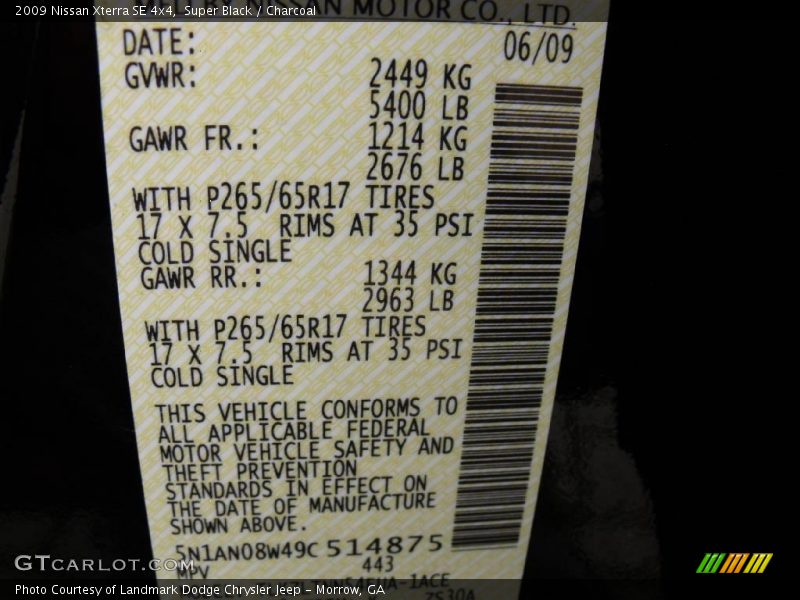 2009 Nissan Xterra SE 4x4, Super Black / Charcoal
MOTOR CO., LTD.
DATE: 06/09
GVWR: 2449 KG
5400 LB
GAWR FR.: 1214 KG
2676 LB
WITH P265/65R17 TIRES
17 X 7.5 RIMS AT 35 PSI
COLD SINGLE
GAWR RR.: 1344 KG
2963 LB
WITH P265/65R17 TIRES
17 X 7.5 RIMS AT 35 PSI
COLD SINGLE
THIS VEHICLE CONFORMS TO
ALL APPLICABLE FEDERAL
MOTOR VEHICLE SAFETY AND
THEFT PREVENTION
STANDARDS IN EFFECT ON
THE DATE OF MANUFACTURE
SHOWN ABOVE.
5N1AN08W49C 514875
MPV 443
GTCARLOT.COM
Photo Courtesy of Landmark Dodge Chrysler Jeep – Morrow, GA